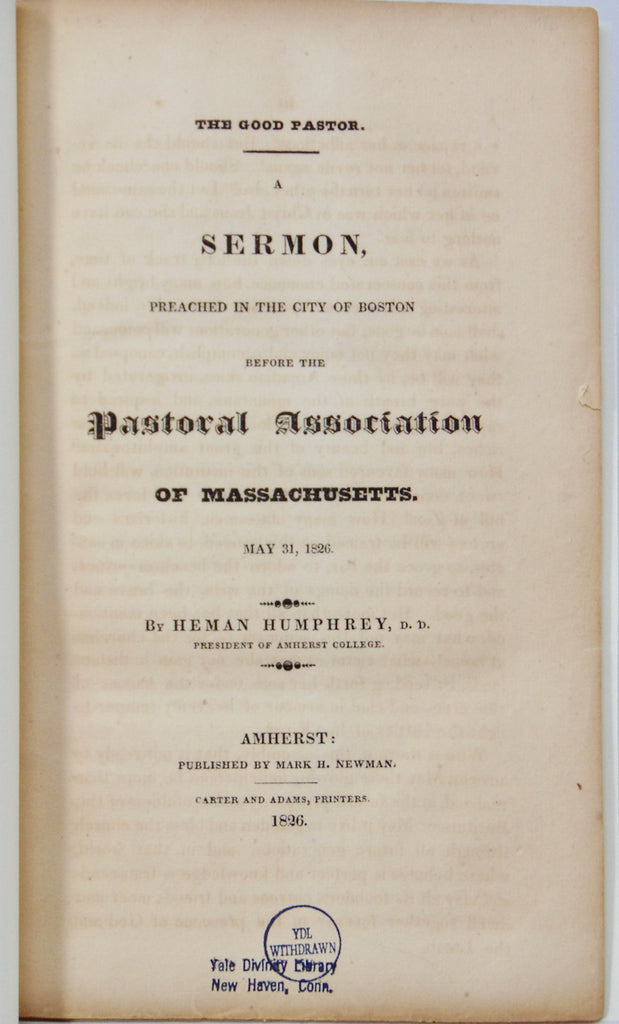 THE GOOD PASTOR.
A
SERMON,
PREACHED IN THE CITY OF BOSTON
BEFORE THE
Pastoral Association
OF MASSACHUSETTS.
MAY 31, 1826.
By HEMAN HUMPHREY, D. D.
PRESIDENT OF AMHERST COLLEGE.
AMHERST:
PUBLISHED BY MARK H. NEWMAN.
CARTER AND ADAMS, PRINTERS.
1826.
YDL
WITHDRAWN
Yale Divinity Library
New Haven, Conn.